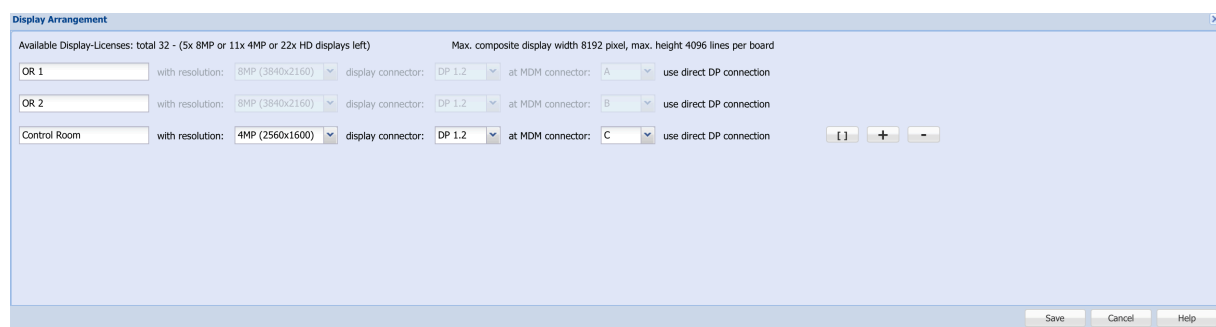 Display Arrangement
Available Display-Licenses: total 32 - (5x 8MP or 11x 4MP or 22x HD displays left) Max. composite display width 8192 pixel, max. height 4096 lines per board
OR 1 with resolution: 8MP (3840x2160) display connector: DP 1.2 at MDM connector: A use direct DP connection
OR 2 with resolution: 8MP (3840x2160) display connector: DP 1.2 at MDM connector: B use direct DP connection
Control Room with resolution: 4MP (2560x1600) display connector: DP 1.2 at MDM connector: C use direct DP connection [ ] + -
Save Cancel Help